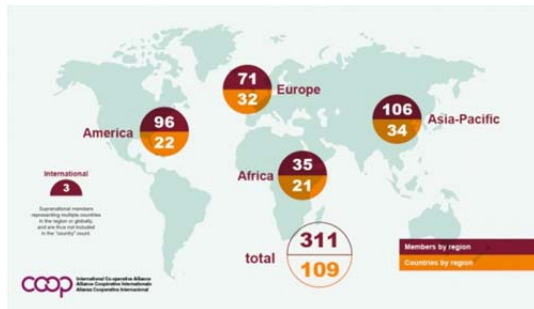 71
32
Europe
96
22
America
106
34
Asia-Pacific
35
21
Africa
International
3
Supranational members
representing multiple countries
in the region or globally,
and are thus not included
in the "country" count.
311
109
total
Members by region
Countries by region
coop
International Co-operative Alliance
Alliance Coopérative Internationale
Alianza Cooperativa Internacional